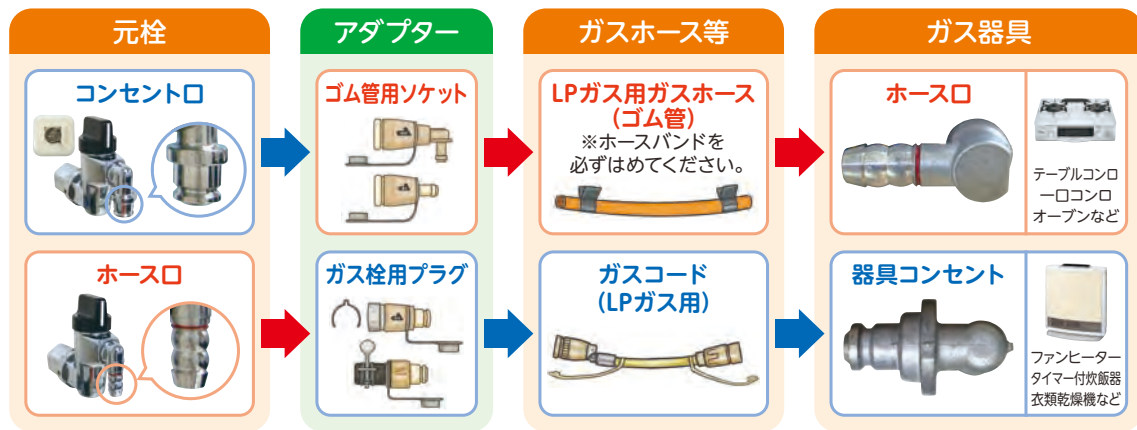 元栓
アダプター
ガスホース等
ガス器具
コンセント口
ゴム管用ソケット
LPガス用ガスホース
(ゴム管)
※ホースバンドを
必ずはめてください。
ホース口
テーブルコンロ
一口コンロ
オーブンなど
ホース口
ガス栓用プラグ
ガスコード
(LPガス用)
器具コンセント
ファンヒーター
タイマー付炊飯器
衣類乾燥機など